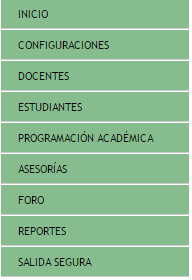 INICIO
CONFIGURACIONES
DOCENTES
ESTUDIANTES
PROGRAMACIÓN ACADÉMICA
ASESORÍAS
FORO
REPORTES
SALIDA SEGURA